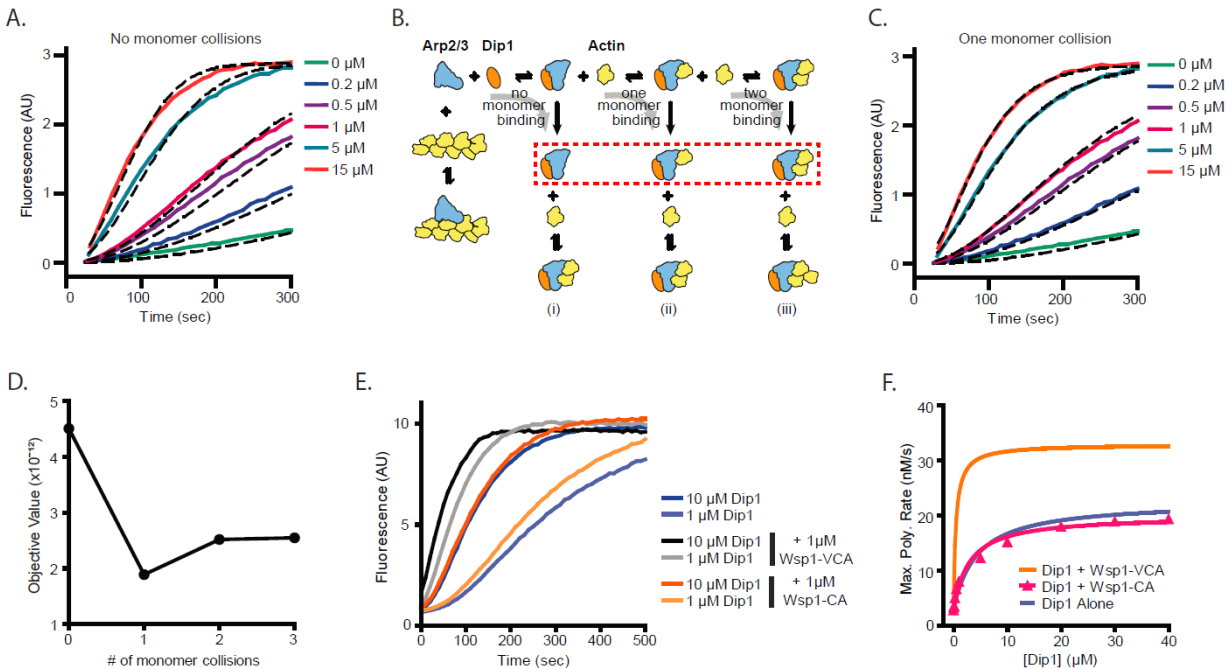 A.
No monomer collisions
Fluorescence (AU)
3
2
1
0
0
100
200
300
Time (sec)
0 µM
0.2 µM
0.5 µM
1 µM
5 µM
15 µM
B.
Arp2/3 Dip1 Actin
+ ⇌ + ⇌ + ⇌
no
monomer
binding
one
monomer
binding
two
monomer
binding
+
+ + +
(i) (ii) (iii)
C.
One monomer collision
Fluorescence (AU)
3
2
1
0
0
100
200
300
Time (sec)
0 µM
0.2 µM
0.5 µM
1 µM
5 µM
15 µM
D.
Objective Value (x10⁻¹²)
5
4
3
2
1
0 1 2 3
# of monomer collisions
E.
Fluorescence (AU)
10
5
0
0 100 200 300 400 500
Time (sec)
10 µM Dip1
1 µM Dip1
10 µM Dip1
1 µM Dip1
+ 1µM
Wsp1-VCA
10 µM Dip1
1 µM Dip1
+ 1µM
Wsp1-CA
F.
Max. Poly. Rate (nM/s)
40
30
20
10
0
0 10 20 30 40
[Dip1] (µM)
Dip1 + Wsp1-VCA
Dip1 + Wsp1-CA
Dip1 Alone